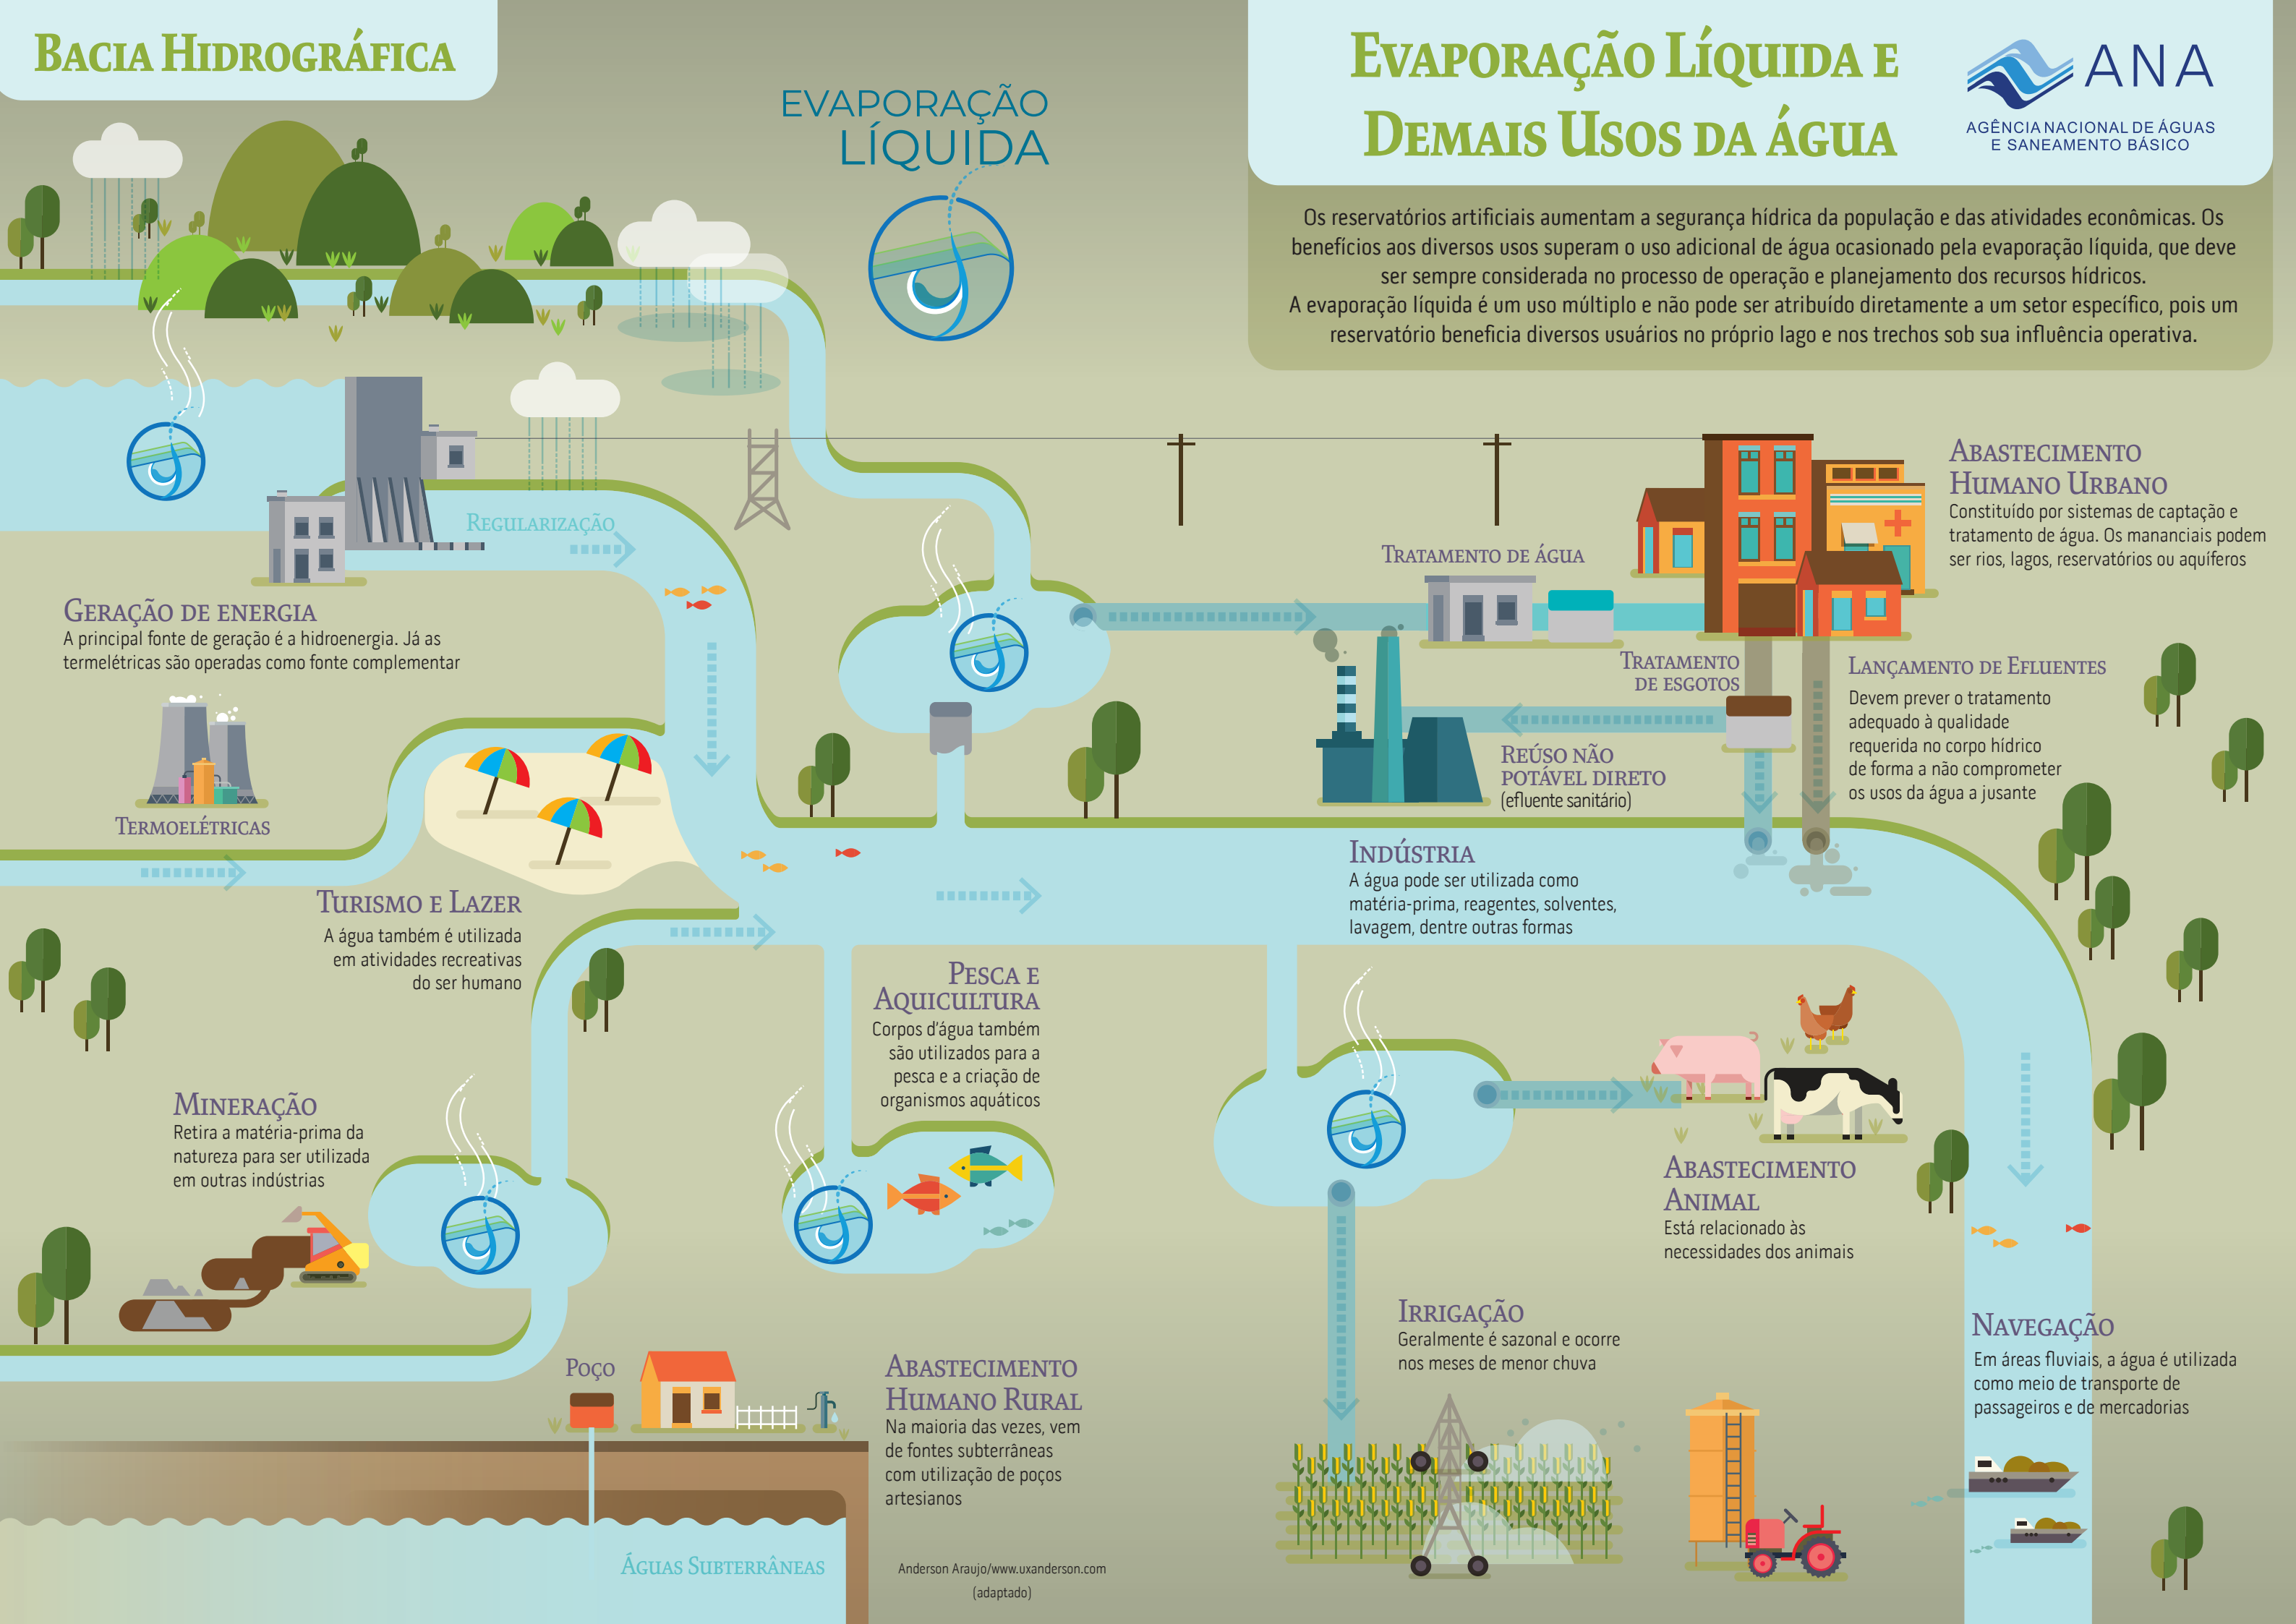 BACIA HIDROGRÁFICA
EVAPORAÇÃO
LÍQUIDA
EVAPORAÇÃO LÍQUIDA E
DEMAIS USOS DA ÁGUA
ANA
AGÊNCIA NACIONAL DE ÁGUAS
E SANEAMENTO BÁSICO
Os reservatórios artificiais aumentam a segurança hídrica da população e das atividades econômicas. Os
benefícios aos diversos usos superam o uso adicional de água ocasionado pela evaporação líquida, que deve
ser sempre considerada no processo de operação e planejamento dos recursos hídricos.
A evaporação líquida é um uso múltiplo e não pode ser atribuído diretamente a um setor específico, pois um
reservatório beneficia diversos usuários no próprio lago e nos trechos sob sua influência operativa.
REGULARIZAÇÃO
GERAÇÃO DE ENERGIA
A principal fonte de geração é a hidroenergia. Já as
termelétricas são operadas como fonte complementar
TERMOELÉTRICAS
ABASTECIMENTO
HUMANO URBANO
Constituído por sistemas de captação e
tratamento de água. Os mananciais podem
ser rios, lagos, reservatórios ou aquíferos
TRATAMENTO DE ÁGUA
TRATAMENTO
DE ESGOTOS
LANÇAMENTO DE EFLUENTES
Devem prever o tratamento
adequado à qualidade
requerida no corpo hídrico
de forma a não comprometer
os usos da água a jusante
REÚSO NÃO
POTÁVEL DIRETO
(efluente sanitário)
INDÚSTRIA
A água pode ser utilizada como
matéria-prima, reagentes, solventes,
lavagem, dentre outras formas
TURISMO E LAZER
A água também é utilizada
em atividades recreativas
do ser humano
PESCA E
AQUICULTURA
Corpos d'água também
são utilizados para a
pesca e a criação de
organismos aquáticos
MINERAÇÃO
Retira a matéria-prima da
natureza para ser utilizada
em outras indústrias
ABASTECIMENTO
ANIMAL
Está relacionado às
necessidades dos animais
IRRIGAÇÃO
Geralmente é sazonal e ocorre
nos meses de menor chuva
NAVEGAÇÃO
Em áreas fluviais, a água é utilizada
como meio de transporte de
passageiros e de mercadorias
POÇO
ABASTECIMENTO
HUMANO RURAL
Na maioria das vezes, vem
de fontes subterrâneas
com utilização de poços
artesianos
ÁGUAS SUBTERRÂNEAS
Anderson Araujo/www.uxanderson.com
(adaptado)